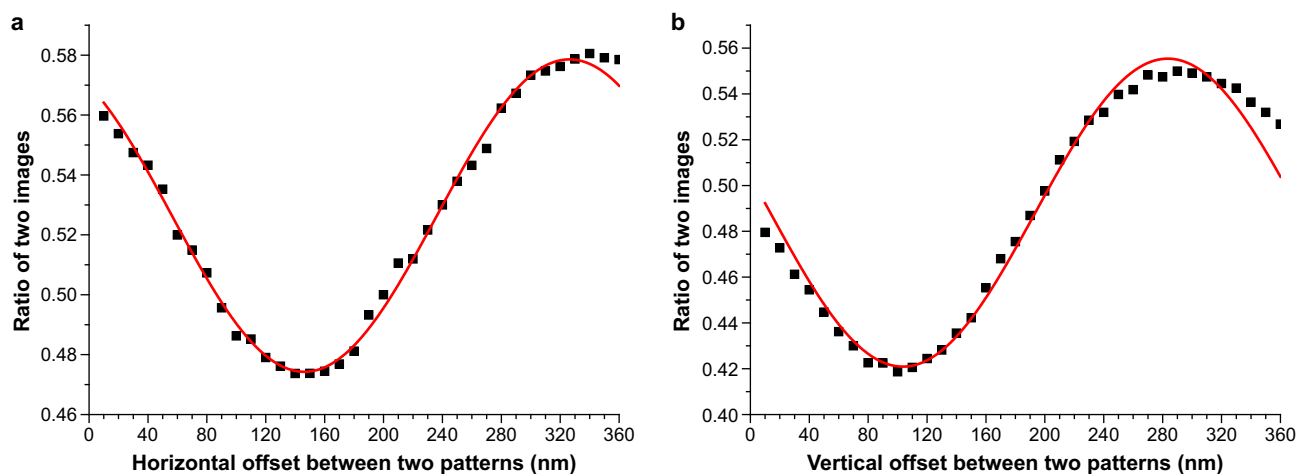 a
0.58
0.56
0.54
0.52
0.50
0.48
0.46
Ratio of two images
0 40 80 120 160 200 240 280 320 360
Horizontal offset between two patterns (nm)
b
0.56
0.54
0.52
0.50
0.48
0.46
0.44
0.42
0.40
Ratio of two images
0 40 80 120 160 200 240 280 320 360
Vertical offset between two patterns (nm)